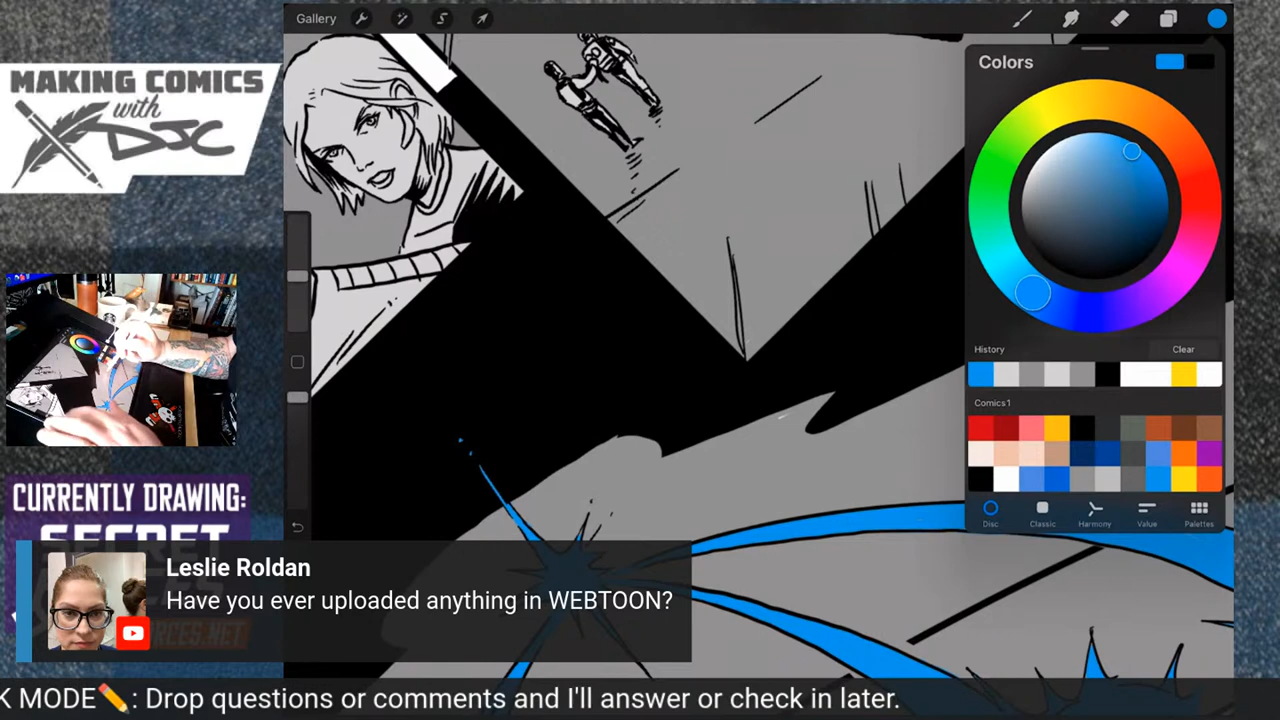 Gallery
MAKING COMICS
with
DJC
Colors
History
Clear
Comics1
Disc
Classic
Harmony
Value
Palettes
CURRENTLY DRAWING:
SECRET
Leslie Roldan
Have you ever uploaded anything in WEBTOON?
K MODE✏️: Drop questions or comments and I'll answer or check in later.